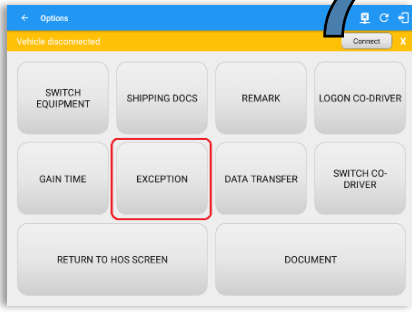 Options
Vehicle disconnected
Connect
X
SWITCH
EQUIPMENT
SHIPPING DOCS
REMARK
LOGON CO-DRIVER
GAIN TIME
EXCEPTION
DATA TRANSFER
SWITCH CO-
DRIVER
RETURN TO HOS SCREEN
DOCUMENT